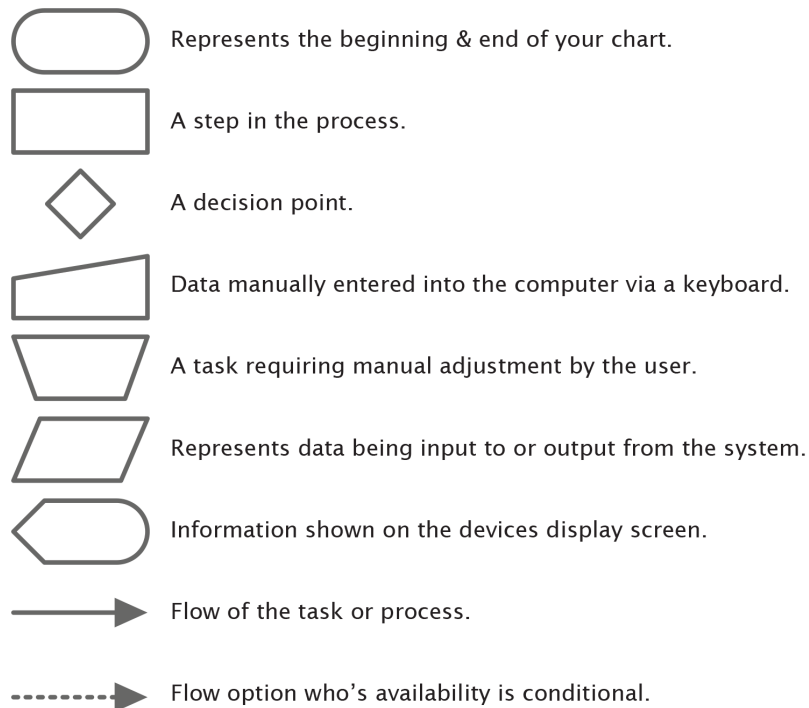 Represents the beginning & end of your chart.
A step in the process.
A decision point.
Data manually entered into the computer via a keyboard.
A task requiring manual adjustment by the user.
Represents data being input to or output from the system.
Information shown on the devices display screen.
Flow of the task or process.
Flow option who’s availability is conditional.